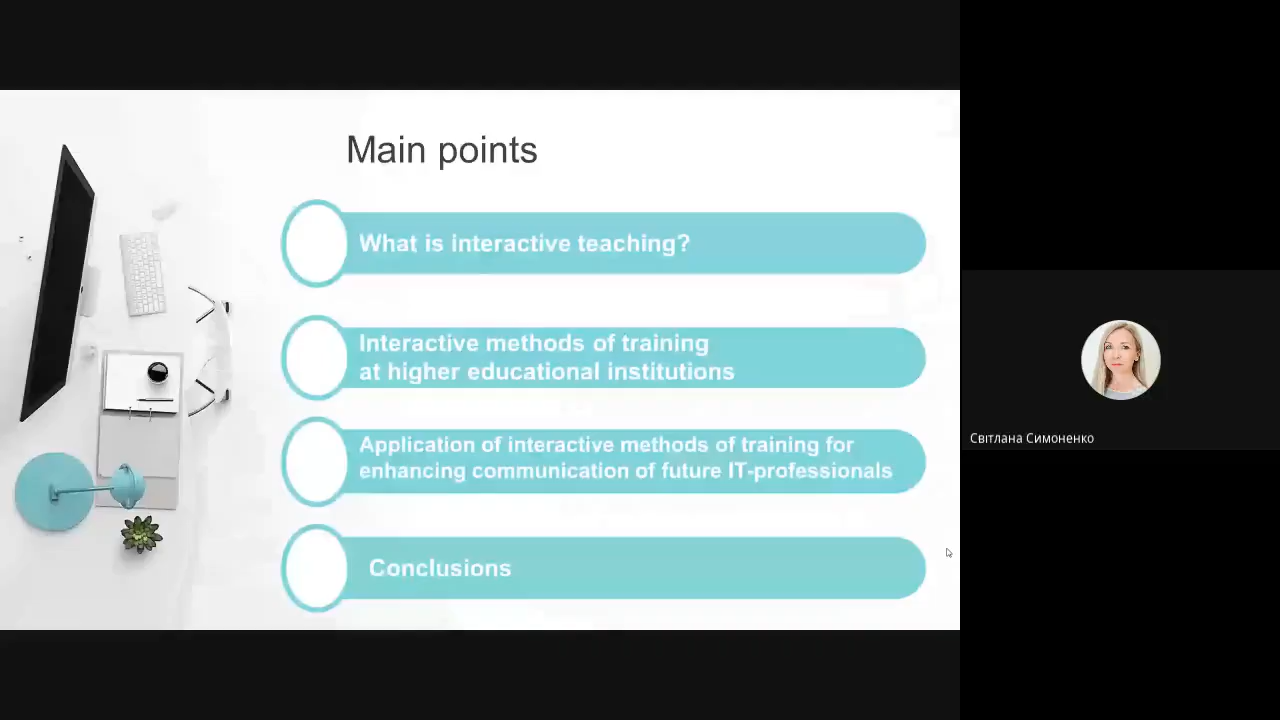 Main points
What is interactive teaching?
Interactive methods of training
at higher educational institutions
Application of interactive methods of training for
enhancing communication of future IT-professionals
Conclusions
Світлана Симоненко